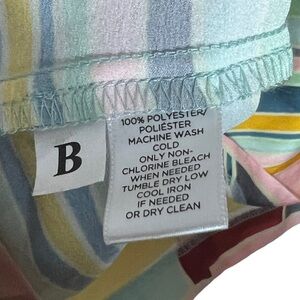 B
100% POLYESTER/
POLIÉSTER
MACHINE WASH
COLD
ONLY NON-
CHLORINE BLEACH
WHEN NEEDED
TUMBLE DRY LOW
COOL IRON
IF NEEDED
OR DRY CLEAN